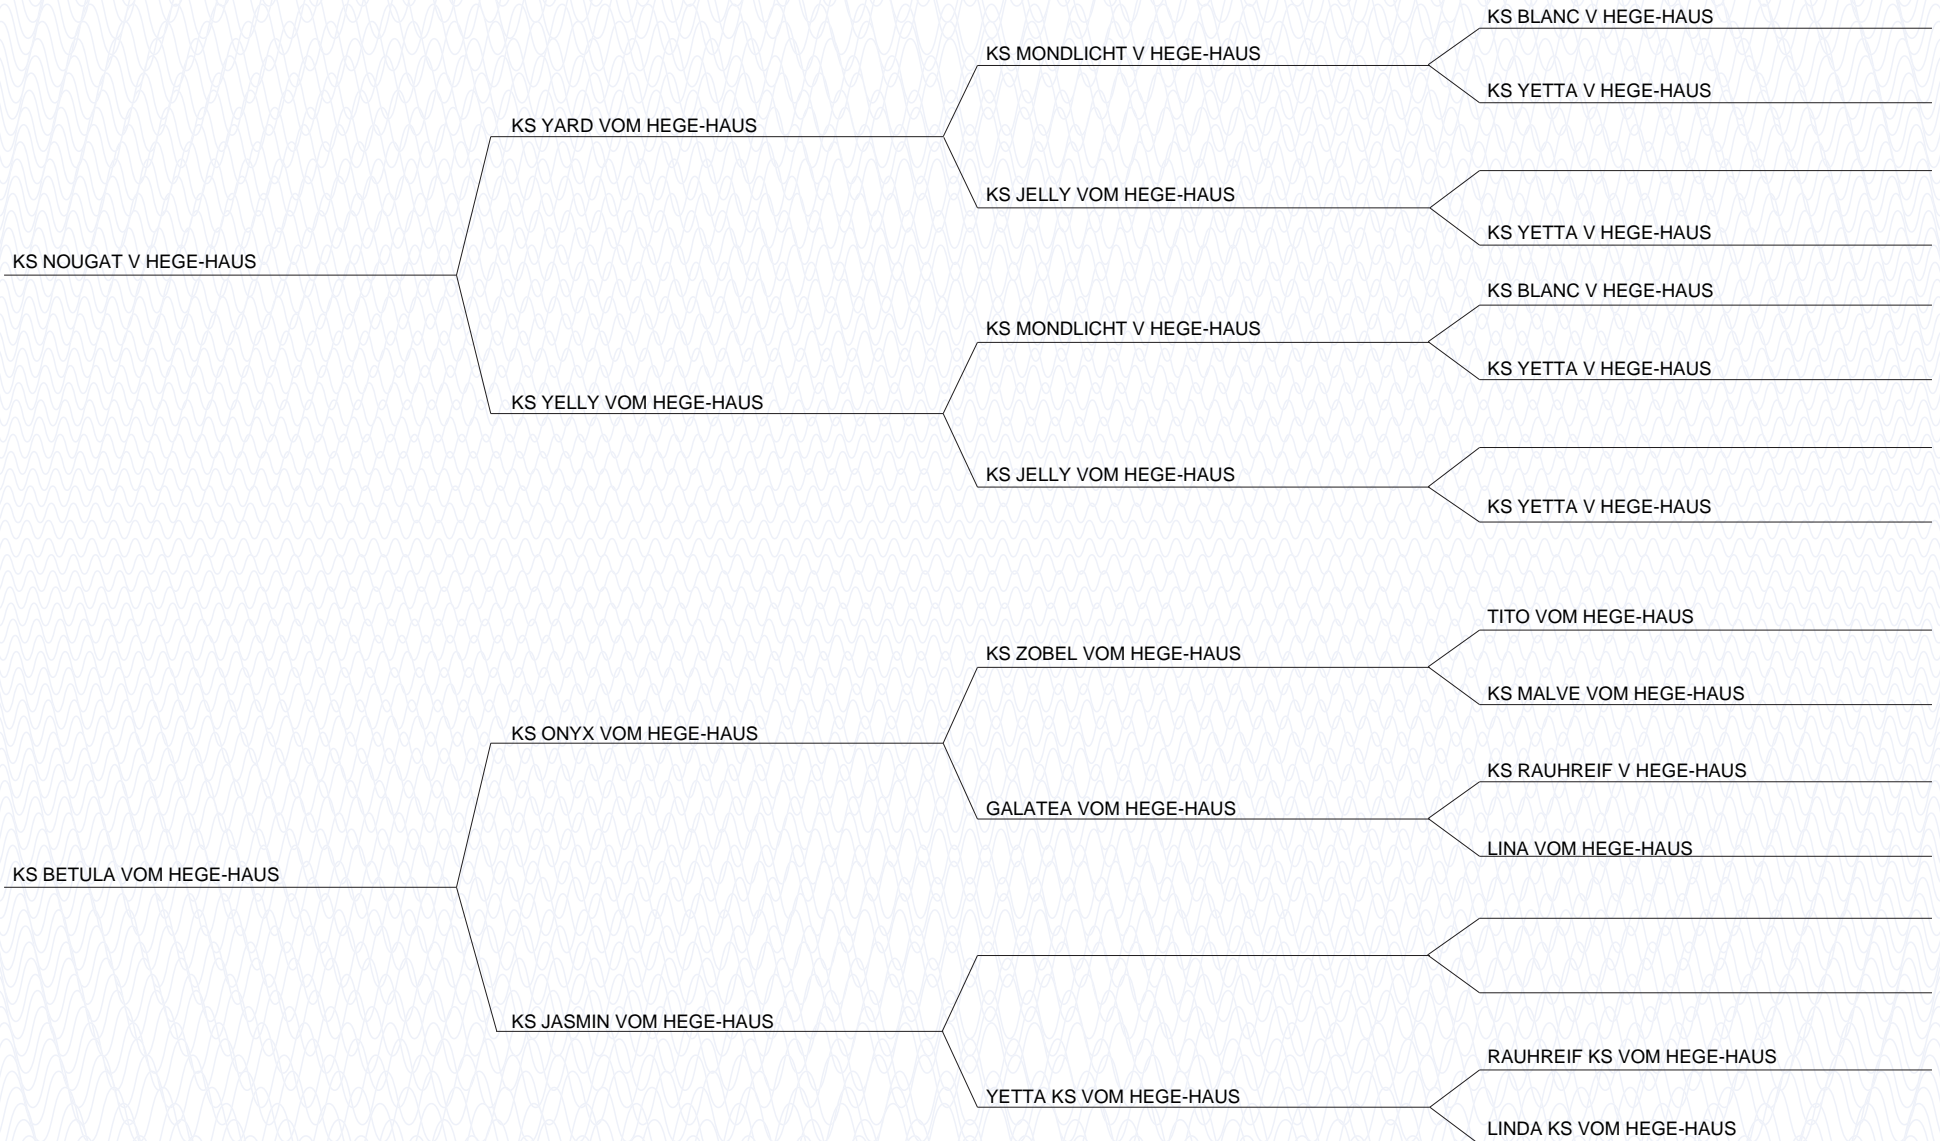 KS BLANC V HEGE-HAUS
KS MONDLICHT V HEGE-HAUS
KS YETTA V HEGE-HAUS
KS YARD VOM HEGE-HAUS
KS JELLY VOM HEGE-HAUS
KS YETTA V HEGE-HAUS
KS NOUGAT V HEGE-HAUS
KS BLANC V HEGE-HAUS
KS MONDLICHT V HEGE-HAUS
KS YETTA V HEGE-HAUS
KS YELLY VOM HEGE-HAUS
KS JELLY VOM HEGE-HAUS
KS YETTA V HEGE-HAUS
TITO VOM HEGE-HAUS
KS ZOBEL VOM HEGE-HAUS
KS MALVE VOM HEGE-HAUS
KS ONYX VOM HEGE-HAUS
KS RAUHREIF V HEGE-HAUS
GALATEA VOM HEGE-HAUS
LINA VOM HEGE-HAUS
KS BETULA VOM HEGE-HAUS
KS JASMIN VOM HEGE-HAUS
RAUHREIF KS VOM HEGE-HAUS
YETTA KS VOM HEGE-HAUS
LINDA KS VOM HEGE-HAUS